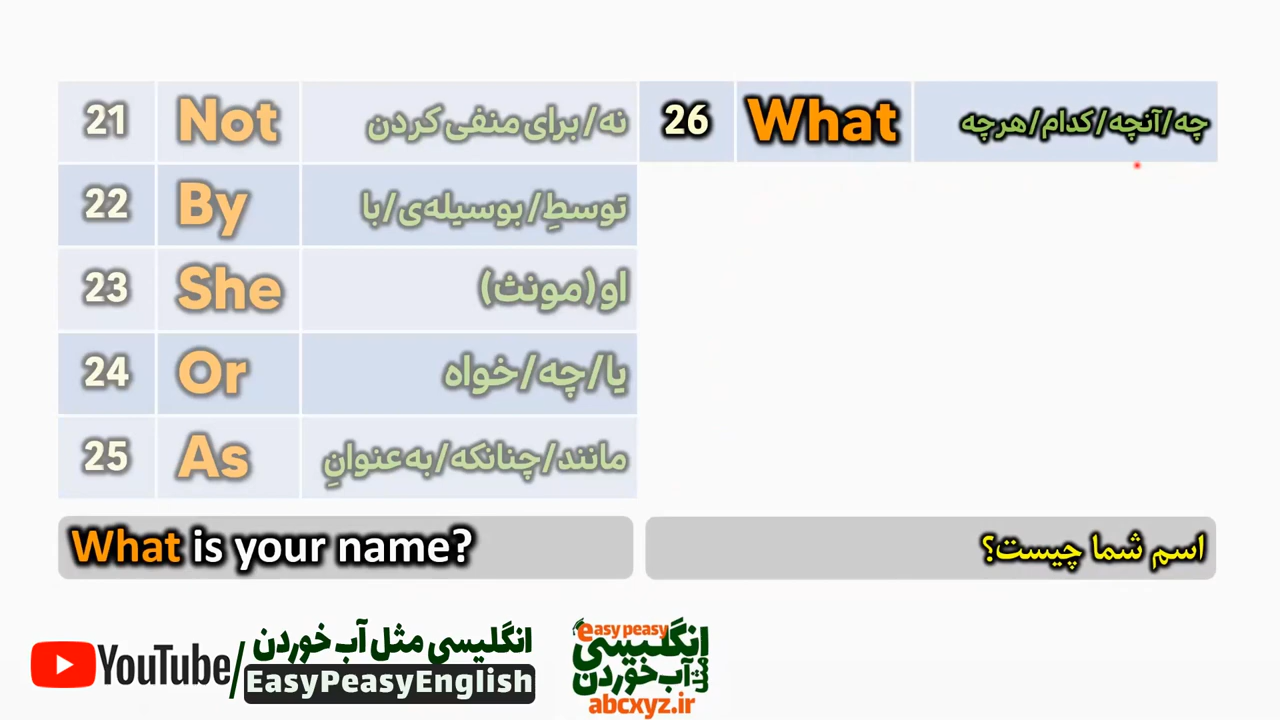 21 Not نه/برای منفی کردن
22 By توسطِ/بوسیله‌ی/با
23 She او(مونث)
24 Or یا/چه/خواه
25 As مانند/چنانکه/به عنوانِ
26 What چه/آنچه/کدام/هرچه
What is your name?
اسم شما چیست؟
YouTube/
انگلیسی مثل آب خوردن
EasyPeasyEnglish
easy peasy
انگلیسی
مثل آب خوردن
abcxyz.ir